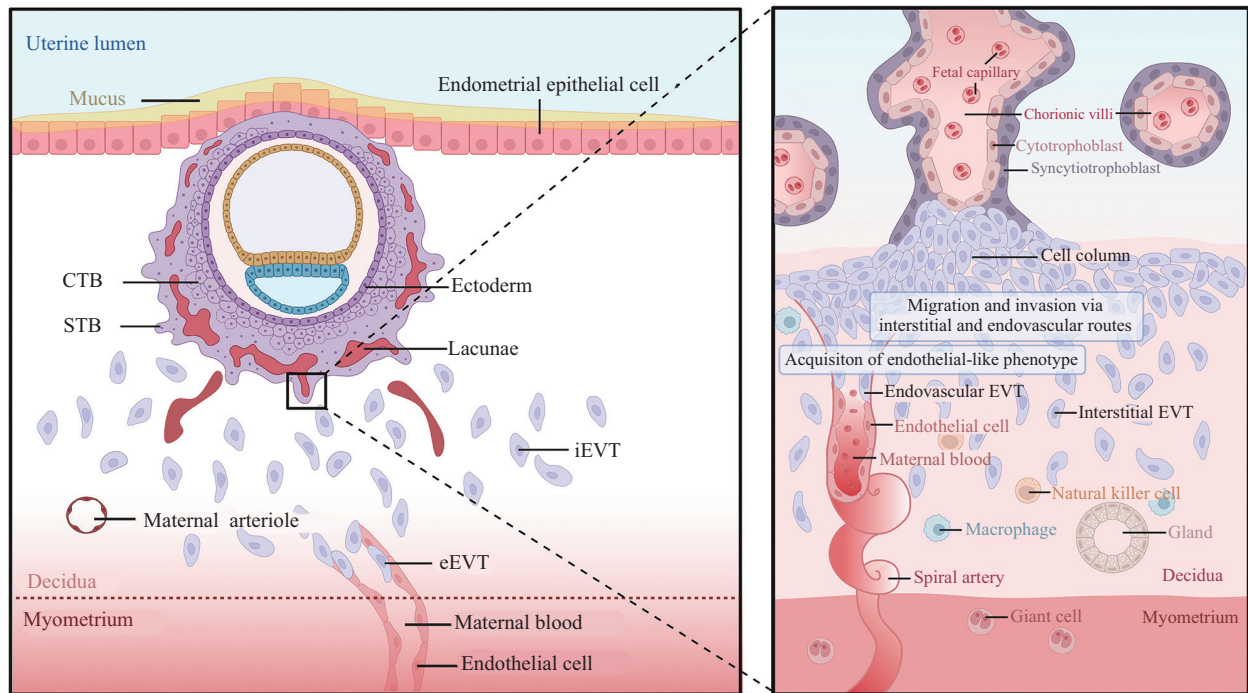 Uterine lumen
Mucus
Endometrial epithelial cell
CTB
Ectoderm
STB
Lacunae
iEVT
Maternal arteriole
eEVT
Decidua
Myometrium
Maternal blood
Endothelial cell
Fetal capillary
Chorionic villi
Cytotrophoblast
Syncytiotrophoblast
Cell column
Migration and invasion via
interstitial and endovascular routes
Acquisiton of endothelial-like phenotype
Endovascular EVT
Interstitial EVT
Endothelial cell
Maternal blood
Natural killer cell
Macrophage
Gland
Spiral artery
Decidua
Giant cell
Myometrium